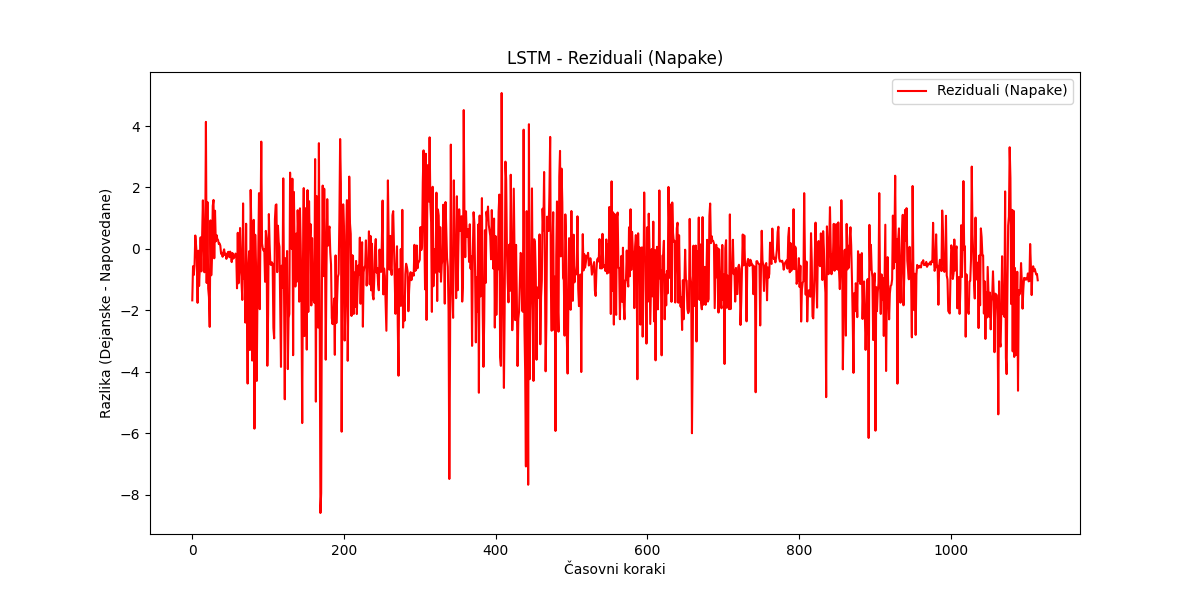 LSTM - Reziduali (Napake)
Reziduali (Napake)
Razlika (Dejanske - Napovedane)
4
2
0
−2
−4
−6
−8
0 200 400 600 800 1000
Časovni koraki